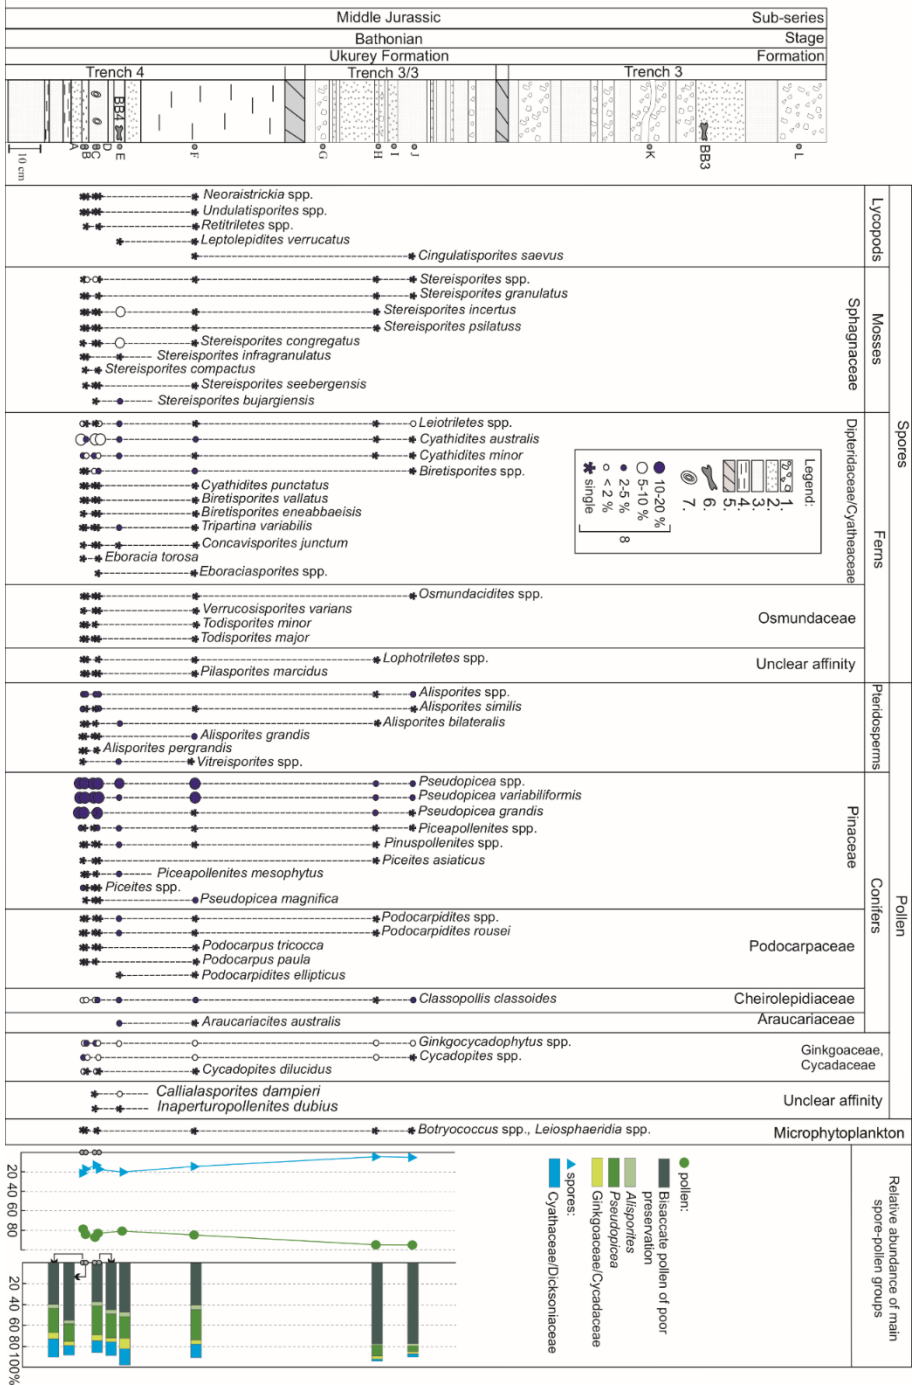 Middle Jurassic
Sub-series
Bathonian
Stage
Ukurey Formation
Formation
Trench 4
Trench 3/3
Trench 3
BB4
BB3
A
B
C
D
E
F
G
H
I
J
K
L
10 cm
Neoraistrickia spp.
Undulatisporites spp.
Retitriletes spp.
Leptolepidites verrucatus
Cingulatisporites saevus
Lycopods
Stereisporites spp.
Stereisporites granulatus
Stereisporites incertus
Stereisporites psilatuss
Stereisporites congregatus
Stereisporites infragranulatus
Stereisporites compactus
Stereisporites seebergensis
Stereisporites bujargiensis
Sphagnaceae
Mosses
Spores
Leiotriletes spp.
Cyathidites australis
Cyathidites minor
Biretisporites spp.
Cyathidites punctatus
Biretisporites vallatus
Biretisporites eneabbaeisis
Tripartina variabilis
Concavisporites junctum
Eboracia torosa
Eboraciasporites spp.
Dipteridaceae/Cyatheaceae
Ferns
Legend:
1.
2.
3.
4.
5.
6.
7.
10-20 %
5-10 %
2-5 %
< 2 %
single
8
Osmundacidites spp.
Verrucosisporites varians
Todisporites minor
Todisporites major
Osmundaceae
Lophotriletes spp.
Pilasporites marcidus
Unclear affinity
Alisporites spp.
Alisporites similis
Alisporites bilateralis
Alisporites grandis
Alisporites pergrandis
Vitreisporites spp.
Pteridosperms
Pseudopicea spp.
Pseudopicea variabiliformis
Pseudopicea grandis
Piceapollenites spp.
Pinuspollenites spp.
Piceites asiaticus
Piceapollenites mesophytus
Piceites spp.
Pseudopicea magnifica
Pinaceae
Conifers
Pollen
Podocarpidites spp.
Podocarpidites rousei
Podocarpus tricocca
Podocarpus paula
Podocarpidites ellipticus
Podocarpaceae
Classopollis classoides
Cheirolepidiaceae
Araucariacites australis
Araucariaceae
Ginkgocycadophytus spp.
Cycadopites spp.
Cycadopites dilucidus
Ginkgoaceae,
Cycadaceae
Callialasporites dampieri
Inaperturopollenites dubius
Unclear affinity
Botryococcus spp., Leiosphaeridia spp.
Microphytoplankton
20
40
60
80
20
40
60
80
100%
pollen:
Bisaccate pollen of poor
preservation
Alisporites
Pseudopicea
Ginkgoaceae/Cycadaceae
spores:
Cyathaceae/Dicksoniaceae
Relative abundance of main
spore-pollen groups